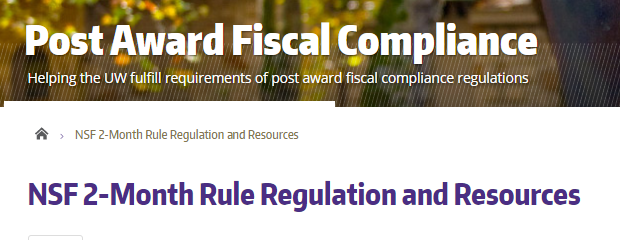 Post Award Fiscal Compliance
Helping the UW fulfill requirements of post award fiscal compliance regulations
› NSF 2-Month Rule Regulation and Resources
NSF 2-Month Rule Regulation and Resources